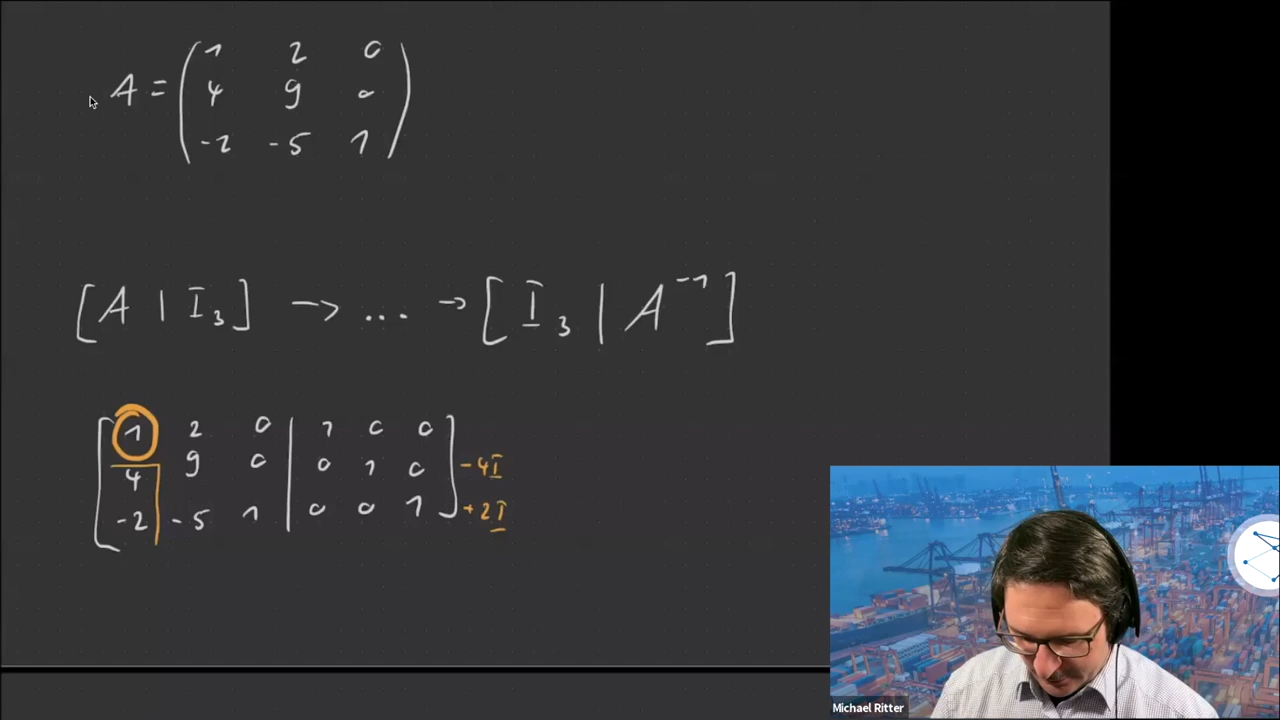 A = ( 1 2 0
4 9 0
-2 -5 1 )
[ A | I₃ ] -> ... -> [ I₃ | A⁻¹ ]
[ 1 2 0 | 1 0 0 ]
4 9 0 | 0 1 0 -4I
-2 -5 1 | 0 0 1 +2I
Michael Ritter